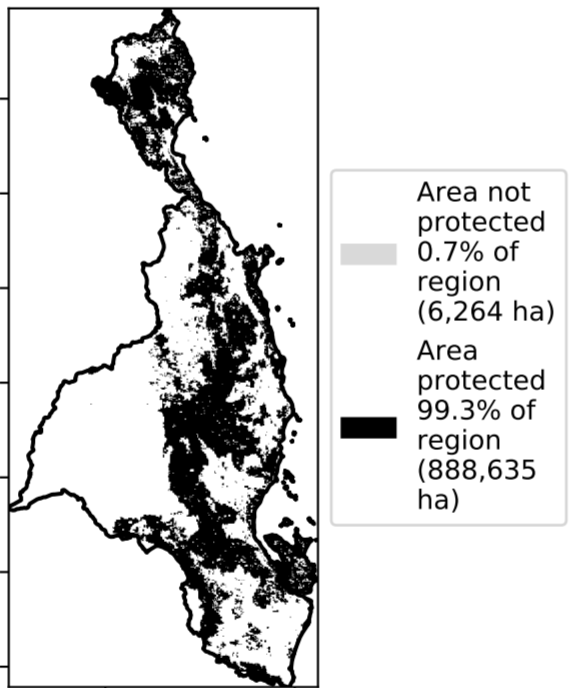 Area not
protected
0.7% of
region
(6,264 ha)
Area
protected
99.3% of
region
(888,635
ha)